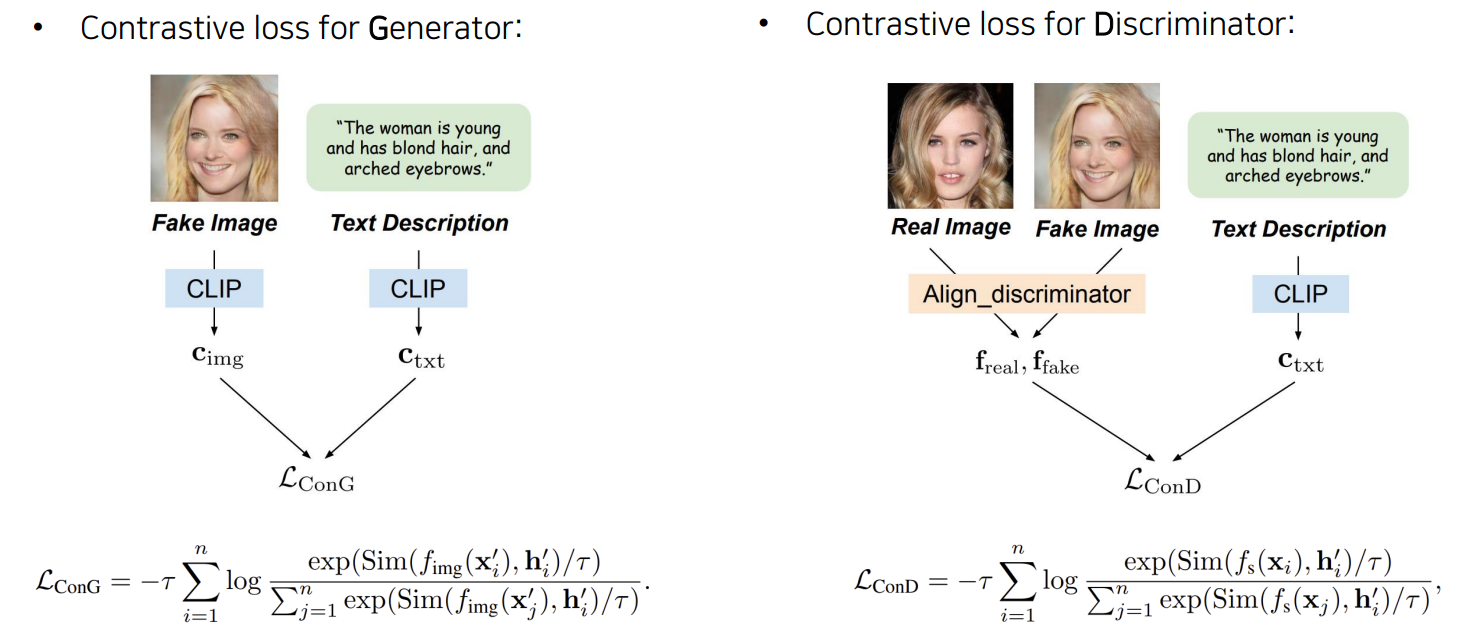 • Contrastive loss for Generator:
"The woman is young
and has blond hair, and
arched eyebrows."
Fake Image
Text Description
CLIP
CLIP
c_img
c_txt
ℒ_ConG
ℒ_ConG = −τ ∑_{i=1}^{n} log exp(Sim(f_img(x′_i), h′_i)/τ) / ∑_{j=1}^{n} exp(Sim(f_img(x′_j), h′_i)/τ).
• Contrastive loss for Discriminator:
"The woman is young
and has blond hair, and
arched eyebrows."
Real Image
Fake Image
Text Description
Align_discriminator
CLIP
f_real, f_fake
c_txt
ℒ_ConD
ℒ_ConD = −τ ∑_{i=1}^{n} log exp(Sim(f_s(x_i), h′_i)/τ) / ∑_{j=1}^{n} exp(Sim(f_s(x_j), h′_i)/τ),